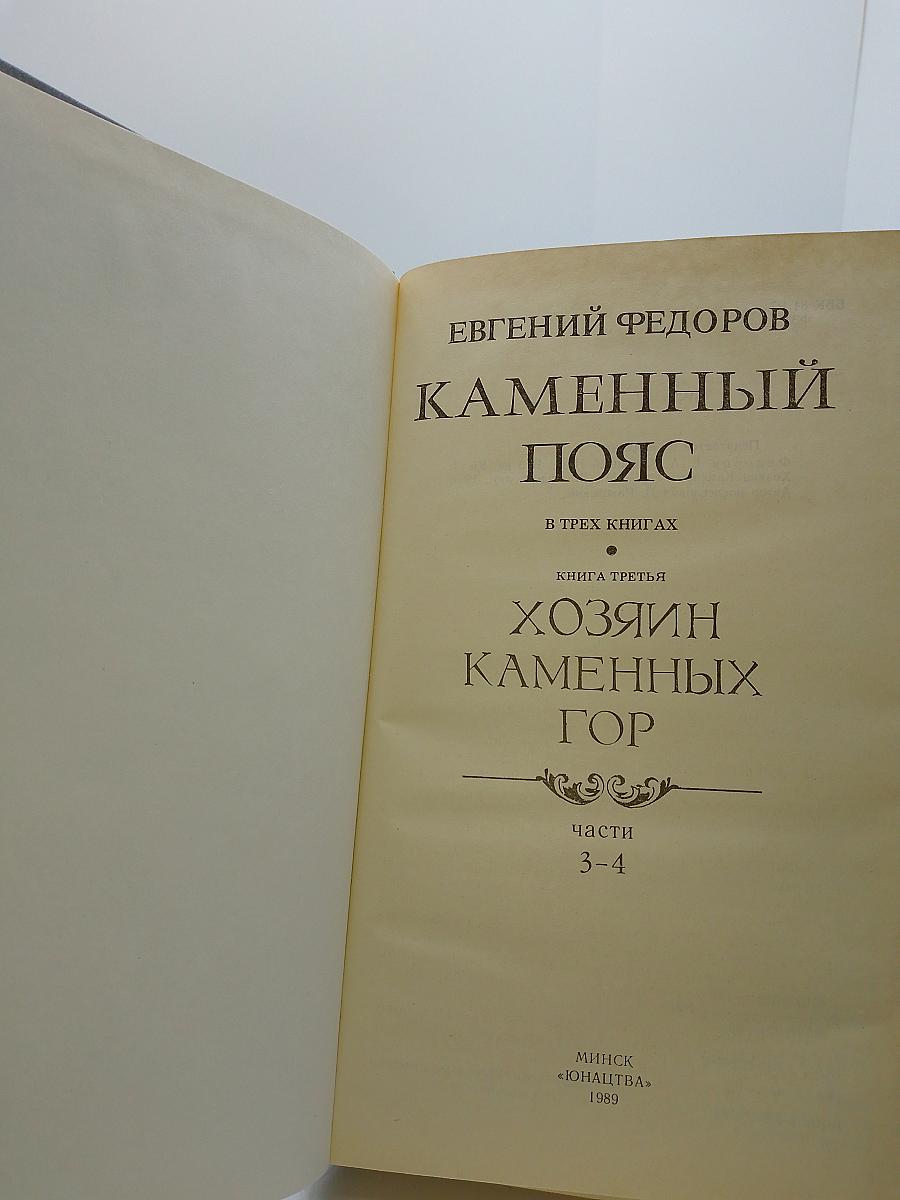 ЕВГЕНИЙ ФЕДОРОВ
КАМЕННЫЙ
ПОЯС
В ТРЕХ КНИГАХ
КНИГА ТРЕТЬЯ
ХОЗЯИН
КАМЕННЫХ
ГОР
части
3-4
МИНСК
«ЮНАЦТВА»
1989